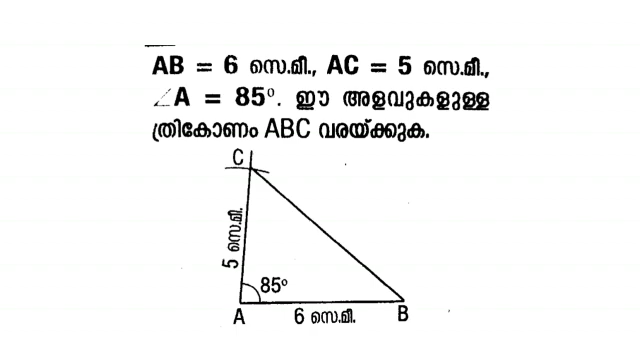 AB = 6 സെ.മീ., AC = 5 സെ.മീ.,
∠A = 85°. ഈ അളവുകളുള്ള
ത്രികോണം ABC വരയ്ക്കുക.
C
5 സെ.മീ.
85°
A 6 സെ.മീ. B